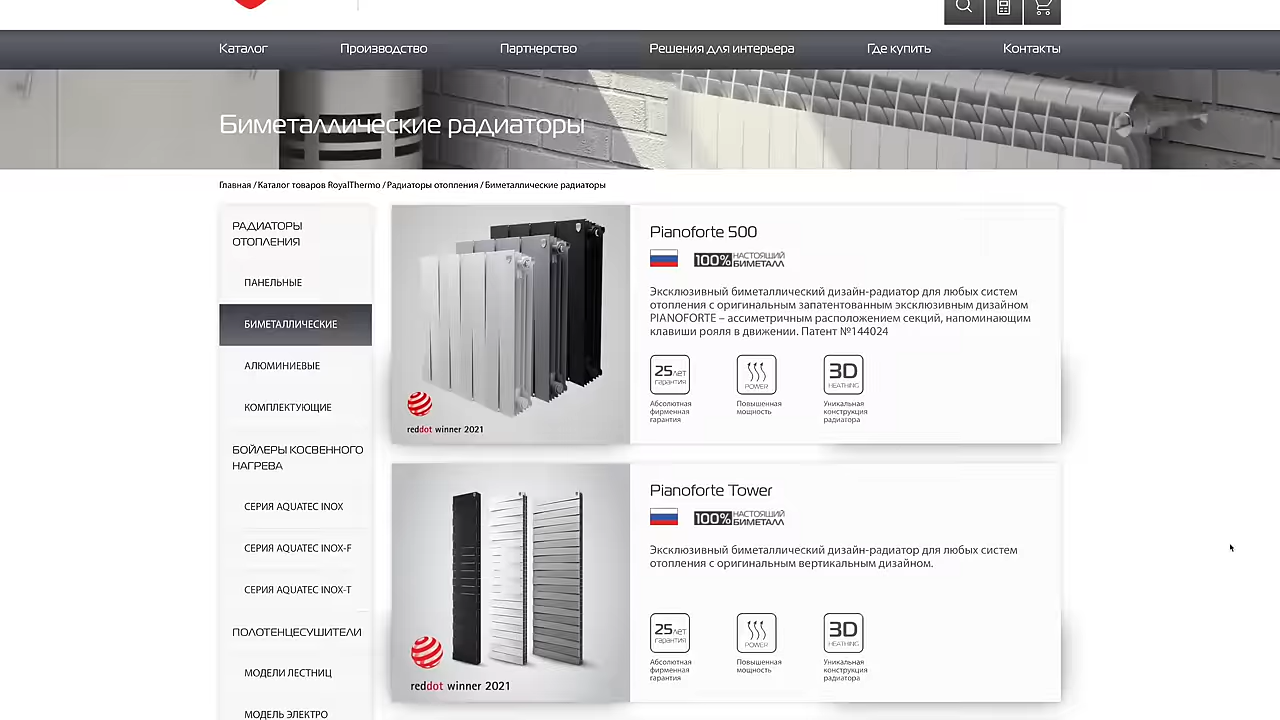 Каталог
Производство
Партнерство
Решения для интерьера
Где купить
Контакты
Биметаллические радиаторы
Главная / Каталог товаров RoyalThermo / Радиаторы отопления / Биметаллические радиаторы
РАДИАТОРЫ
ОТОПЛЕНИЯ
ПАНЕЛЬНЫЕ
БИМЕТАЛЛИЧЕСКИЕ
АЛЮМИНИЕВЫЕ
КОМПЛЕКТУЮЩИЕ
БОЙЛЕРЫ КОСВЕННОГО
НАГРЕВА
СЕРИЯ AQUATEC INOX
СЕРИЯ AQUATEC INOX-F
СЕРИЯ AQUATEC INOX-T
ПОЛОТЕНЦЕСУШИТЕЛИ
МОДЕЛИ ЛЕСТНИЦ
МОДЕЛЬ ЭЛЕКТРО
reddot winner 2021
Pianoforte 500
100% НАСТОЯЩИЙ
БИМЕТАЛЛ
Эксклюзивный биметаллический дизайн-радиатор для любых систем
отопления с оригинальным запатентованным эксклюзивным дизайном
PIANOFORTE – ассиметричным расположением секций, напоминающим
клавиши рояля в движении. Патент №144024
25 лет
гарантия
POWER
3D
HEATHING
Абсолютная
фирменная
гарантия
Повышенная
мощность
Уникальная
конструкция
радиатора
reddot winner 2021
Pianoforte Tower
100% НАСТОЯЩИЙ
БИМЕТАЛЛ
Эксклюзивный биметаллический дизайн-радиатор для любых систем
отопления с оригинальным вертикальным дизайном.
25 лет
гарантия
POWER
3D
HEATHING
Абсолютная
фирменная
гарантия
Повышенная
мощность
Уникальная
конструкция
радиатора